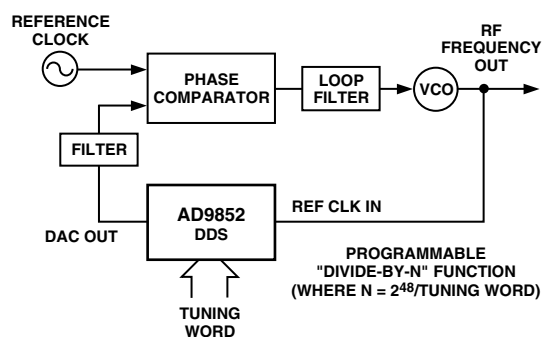 REFERENCE
CLOCK
PHASE
COMPARATOR
LOOP
FILTER
VCO
RF
FREQUENCY
OUT
FILTER
AD9852
DDS
REF CLK IN
DAC OUT
TUNING
WORD
PROGRAMMABLE
"DIVIDE-BY-N" FUNCTION
(WHERE N = 2⁴⁸/TUNING WORD)